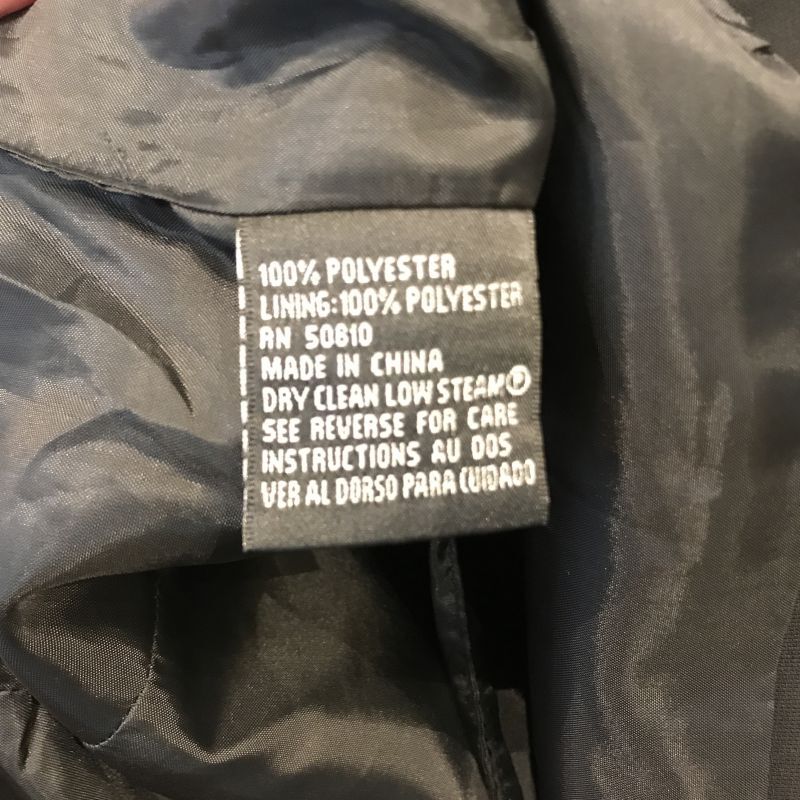 100% POLYESTER
LINING:100% POLYESTER
RN 50810
MADE IN CHINA
DRY CLEAN LOW STEAM Ⓟ
SEE REVERSE FOR CARE
INSTRUCTIONS AU DOS
VER AL DORSO PARA CUIDADO